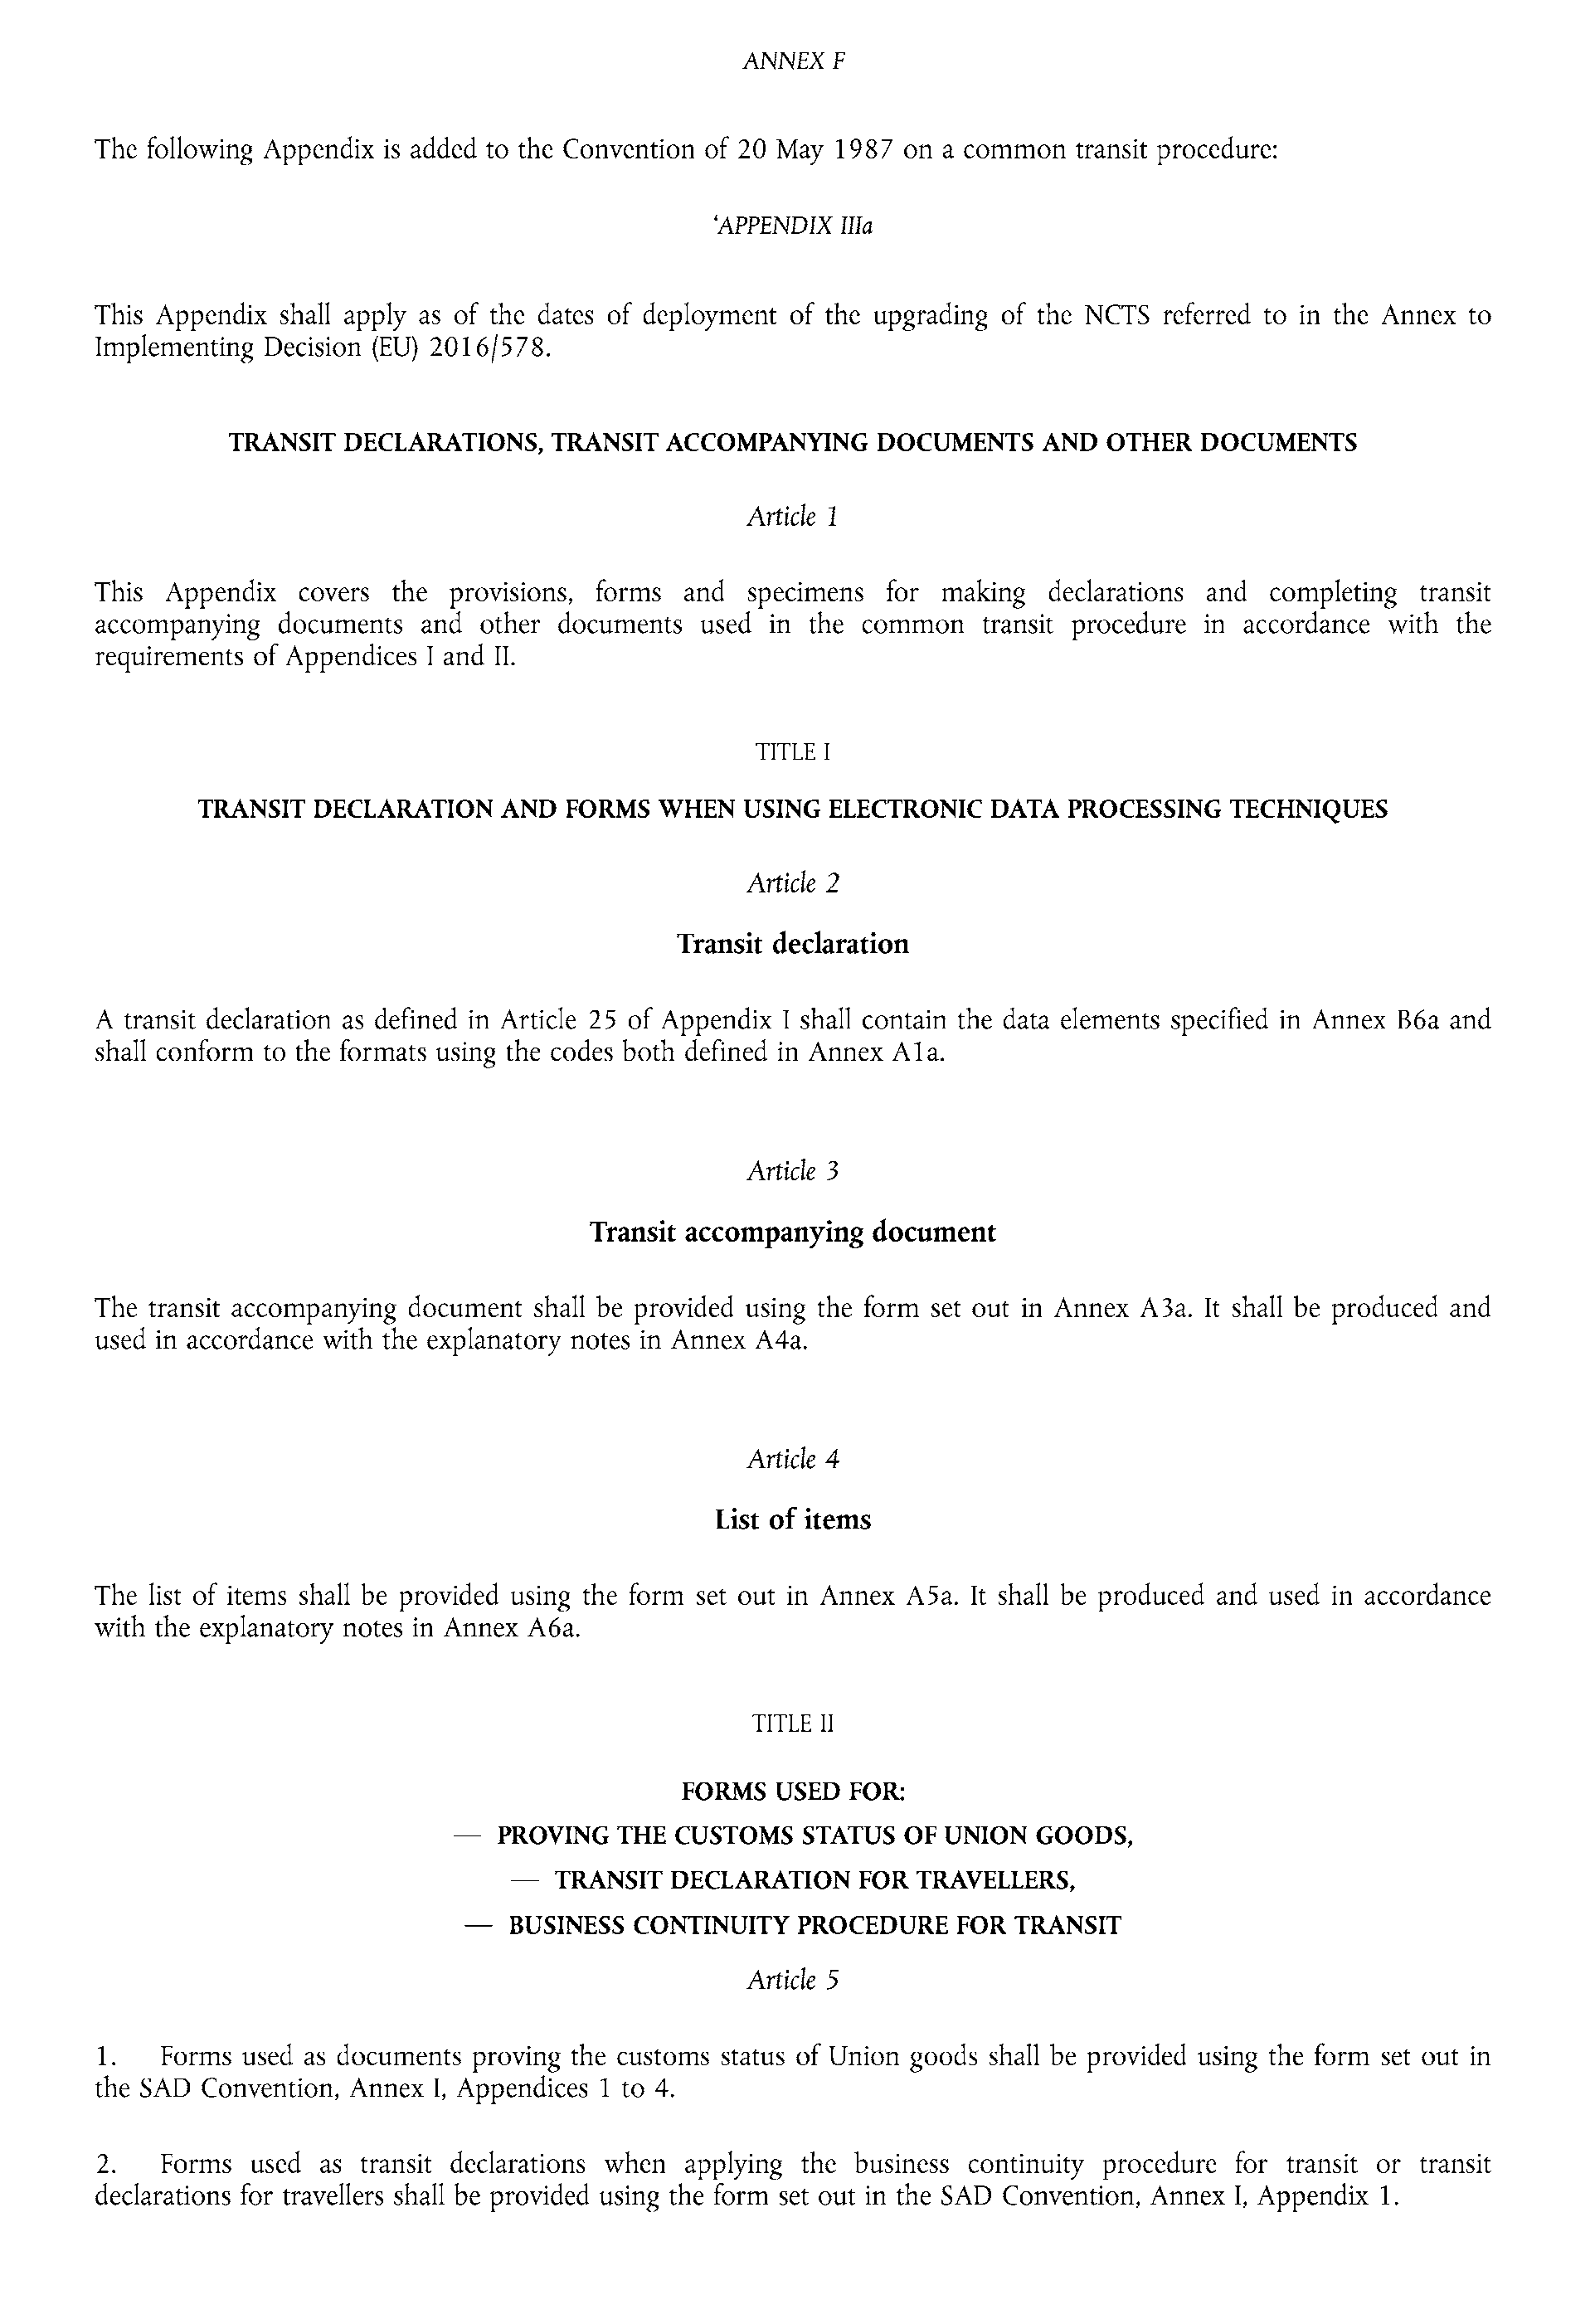 ANNEX F
The following Appendix is added to the Convention of 20 May 1987 on a common transit procedure:
‘APPENDIX IIIa
This Appendix shall apply as of the dates of deployment of the upgrading of the NCTS referred to in the Annex to
Implementing Decision (EU) 2016/578.
TRANSIT DECLARATIONS, TRANSIT ACCOMPANYING DOCUMENTS AND OTHER DOCUMENTS
Article 1
This Appendix covers the provisions, forms and specimens for making declarations and completing transit
accompanying documents and other documents used in the common transit procedure in accordance with the
requirements of Appendices I and II.
TITLE I
TRANSIT DECLARATION AND FORMS WHEN USING ELECTRONIC DATA PROCESSING TECHNIQUES
Article 2
Transit declaration
A transit declaration as defined in Article 25 of Appendix I shall contain the data elements specified in Annex B6a and
shall conform to the formats using the codes both defined in Annex A1a.
Article 3
Transit accompanying document
The transit accompanying document shall be provided using the form set out in Annex A3a. It shall be produced and
used in accordance with the explanatory notes in Annex A4a.
Article 4
List of items
The list of items shall be provided using the form set out in Annex A5a. It shall be produced and used in accordance
with the explanatory notes in Annex A6a.
TITLE II
FORMS USED FOR:
— PROVING THE CUSTOMS STATUS OF UNION GOODS,
— TRANSIT DECLARATION FOR TRAVELLERS,
— BUSINESS CONTINUITY PROCEDURE FOR TRANSIT
Article 5
1. Forms used as documents proving the customs status of Union goods shall be provided using the form set out in
the SAD Convention, Annex I, Appendices 1 to 4.
2. Forms used as transit declarations when applying the business continuity procedure for transit or transit
declarations for travellers shall be provided using the form set out in the SAD Convention, Annex I, Appendix 1.